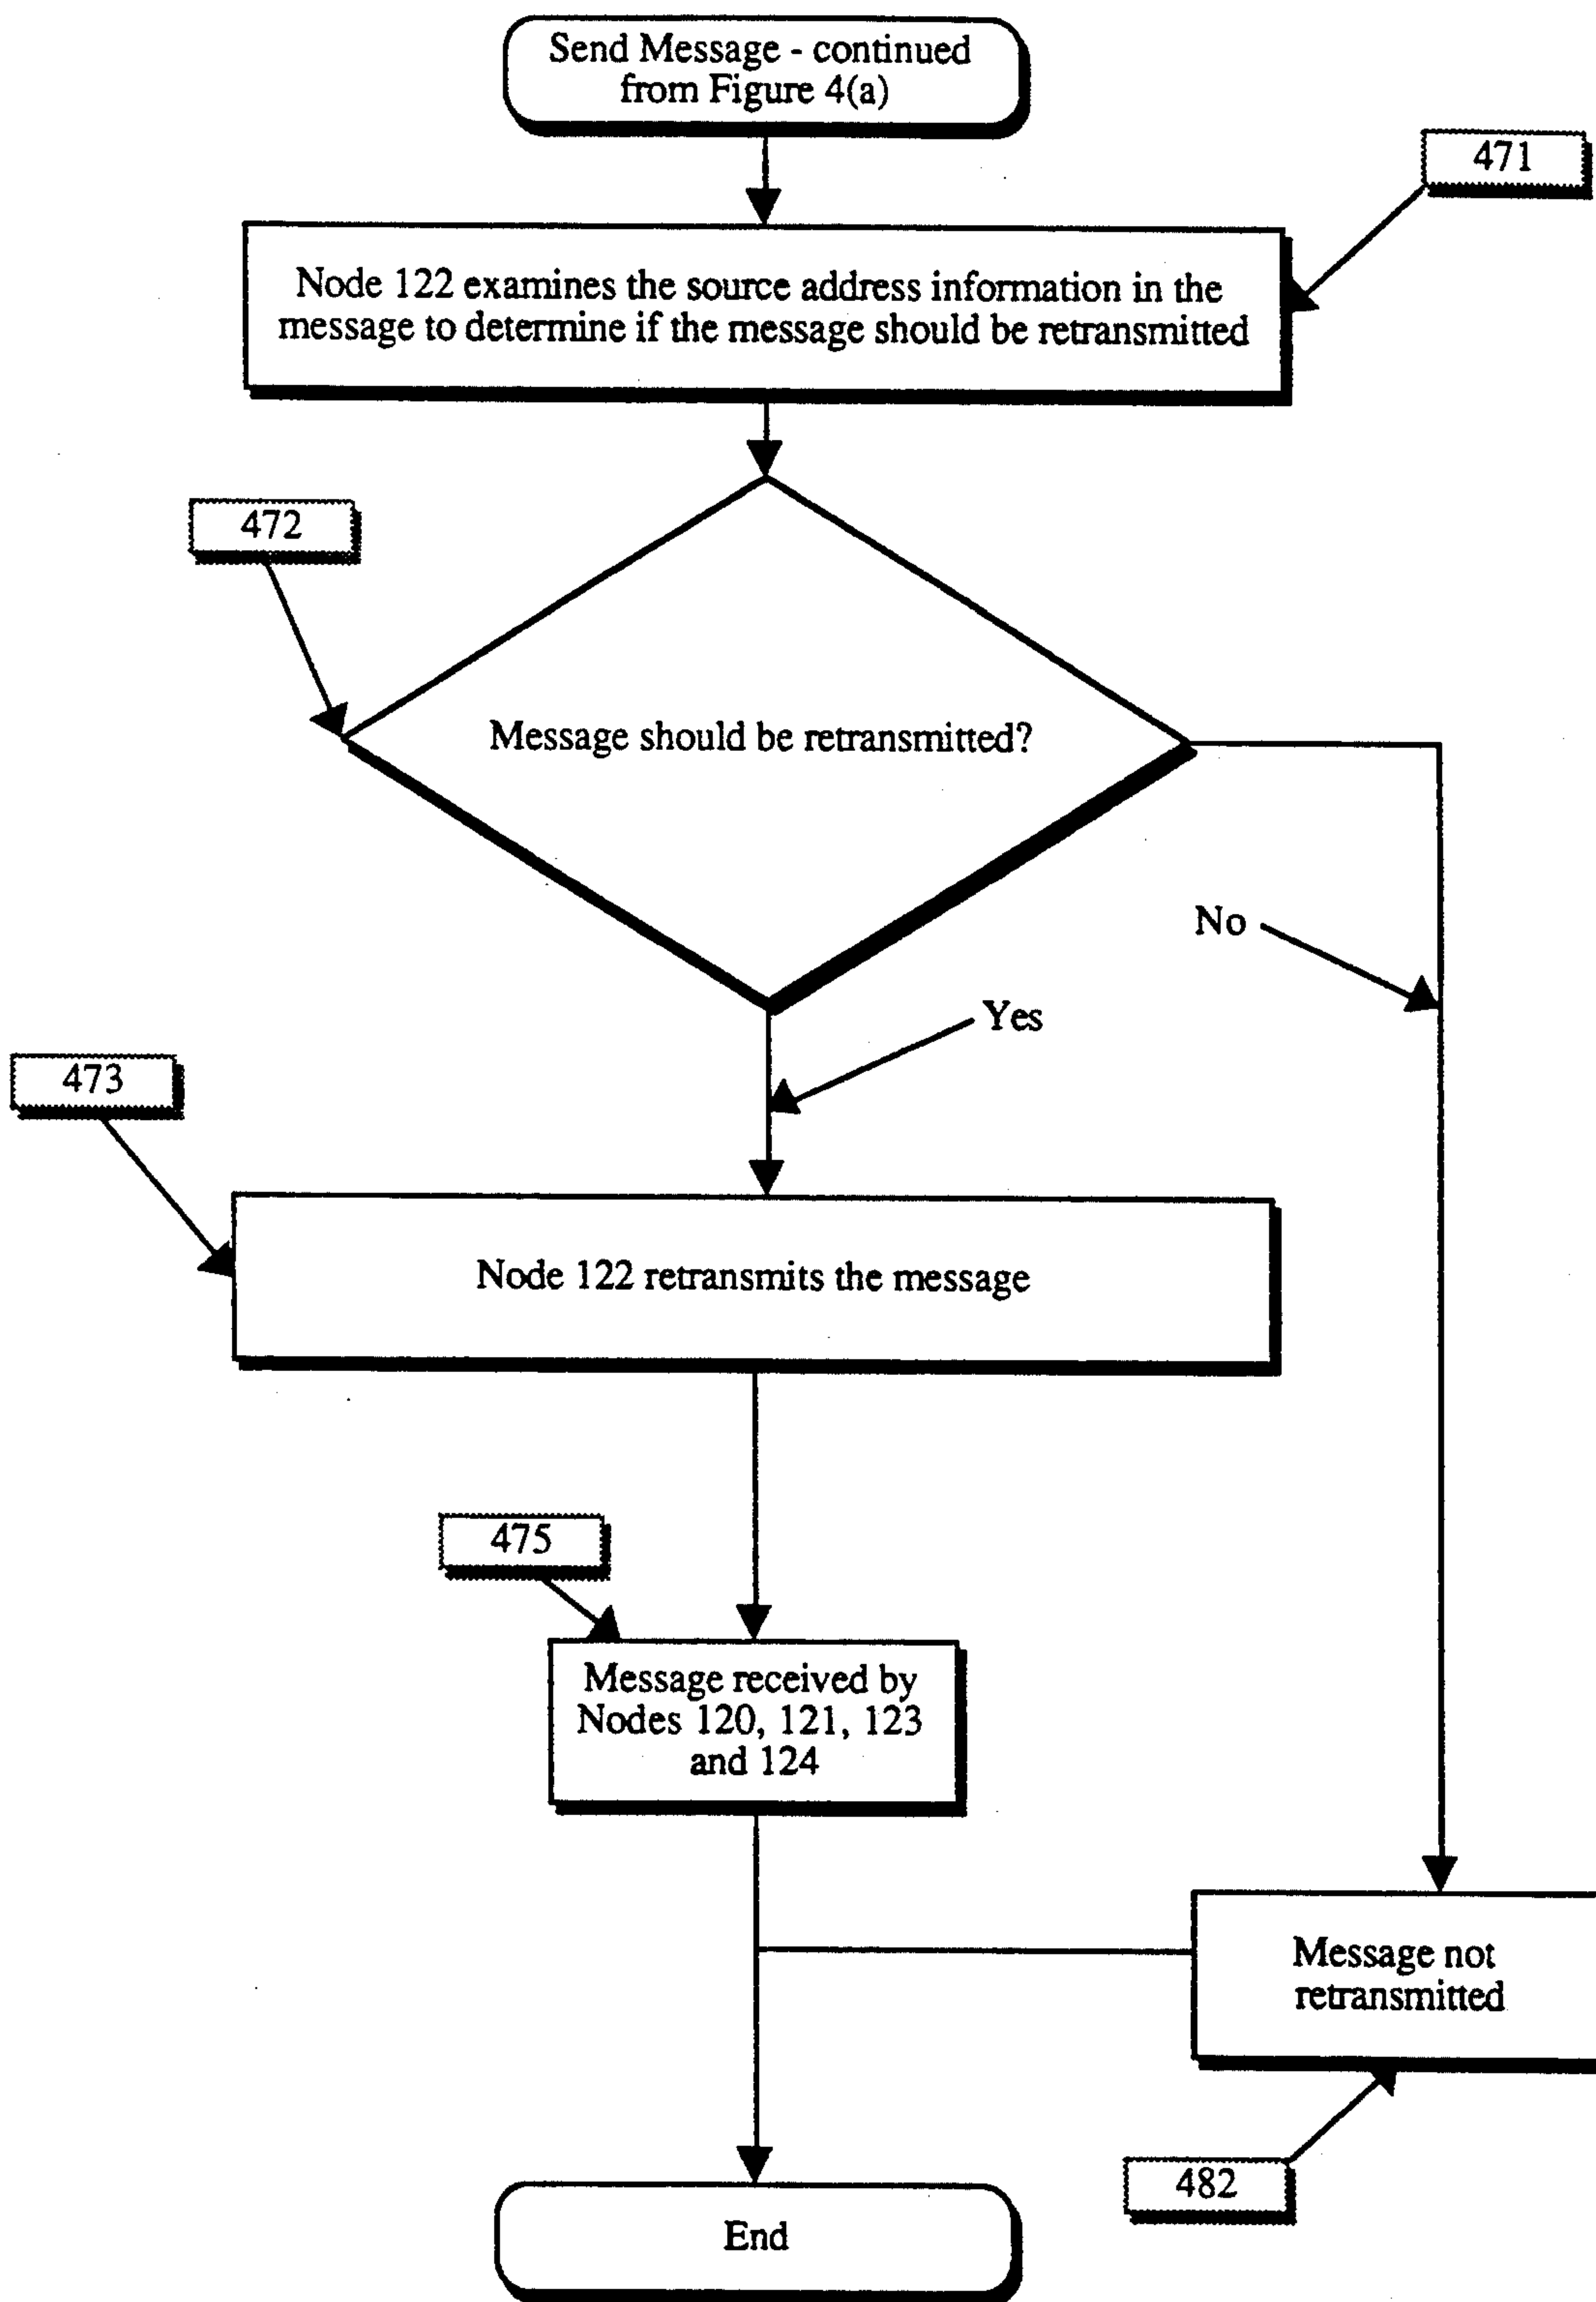 Send Message - continued
from Figure 4(a)
471
Node 122 examines the source address information in the
message to determine if the message should be retransmitted
472
Message should be retransmitted?
No
Yes
473
Node 122 retransmits the message
475
Message received by
Nodes 120, 121, 123
and 124
Message not
retransmitted
482
End